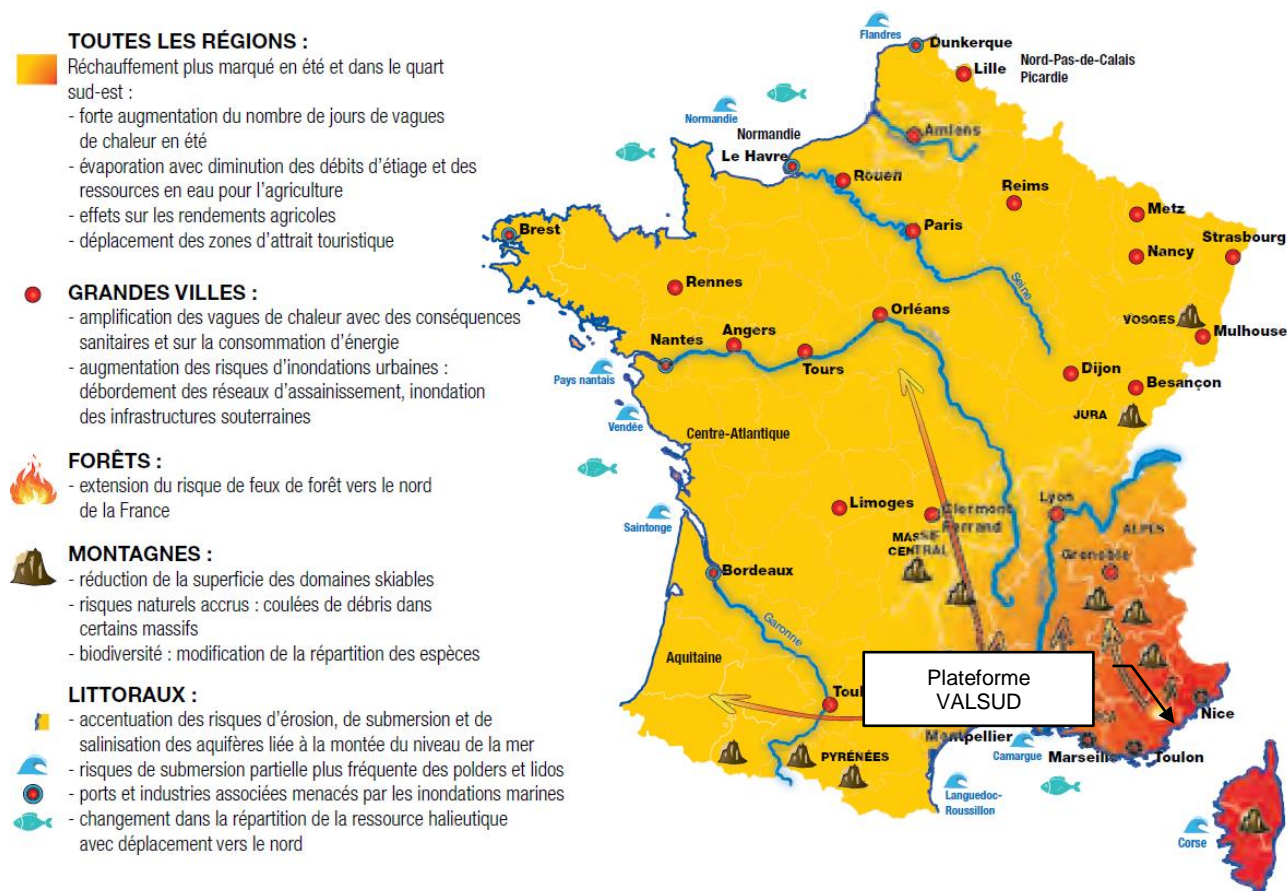 TOUTES LES RÉGIONS :
Réchauffement plus marqué en été et dans le quart
sud-est :
- forte augmentation du nombre de jours de vagues
de chaleur en été
- évaporation avec diminution des débits d'étiage et des
ressources en eau pour l'agriculture
- effets sur les rendements agricoles
- déplacement des zones d'attrait touristique
GRANDES VILLES :
- amplification des vagues de chaleur avec des conséquences
sanitaires et sur la consommation d'énergie
- augmentation des risques d'inondations urbaines :
débordement des réseaux d'assainissement, inondation
des infrastructures souterraines
FORÊTS :
- extension du risque de feux de forêt vers le nord
de la France
MONTAGNES :
- réduction de la superficie des domaines skiables
- risques naturels accrus : coulées de débris dans
certains massifs
- biodiversité : modification de la répartition des espèces
LITTORAUX :
- accentuation des risques d'érosion, de submersion et de
salinisation des aquifères liée à la montée du niveau de la mer
- risques de submersion partielle plus fréquente des polders et lidos
- ports et industries associées menacés par les inondations marines
- changement dans la répartition de la ressource halieutique
avec déplacement vers le nord
Flandres
Dunkerque
Lille
Nord-Pas-de-Calais
Picardie
Normandie
Normandie
Amiens
Le Havre
Rouen
Reims
Metz
Paris
Strasbourg
Nancy
Brest
Seine
Rennes
Orléans
VOSGES
Mulhouse
Nantes
Angers
Tours
Pays nantais
Dijon
Besançon
Vendée
JURA
Centre-Atlantique
Limoges
Clermont
Ferrand
Lyon
Saintonge
MASSIF
CENTRAL
ALPES
Grenoble
Bordeaux
Garonne
Aquitaine
Plateforme
VALSUD
Toul
Nice
Montpellier
Camargue
Marseille
Toulon
PYRÉNÉES
Languedoc-
Roussillon
Corse